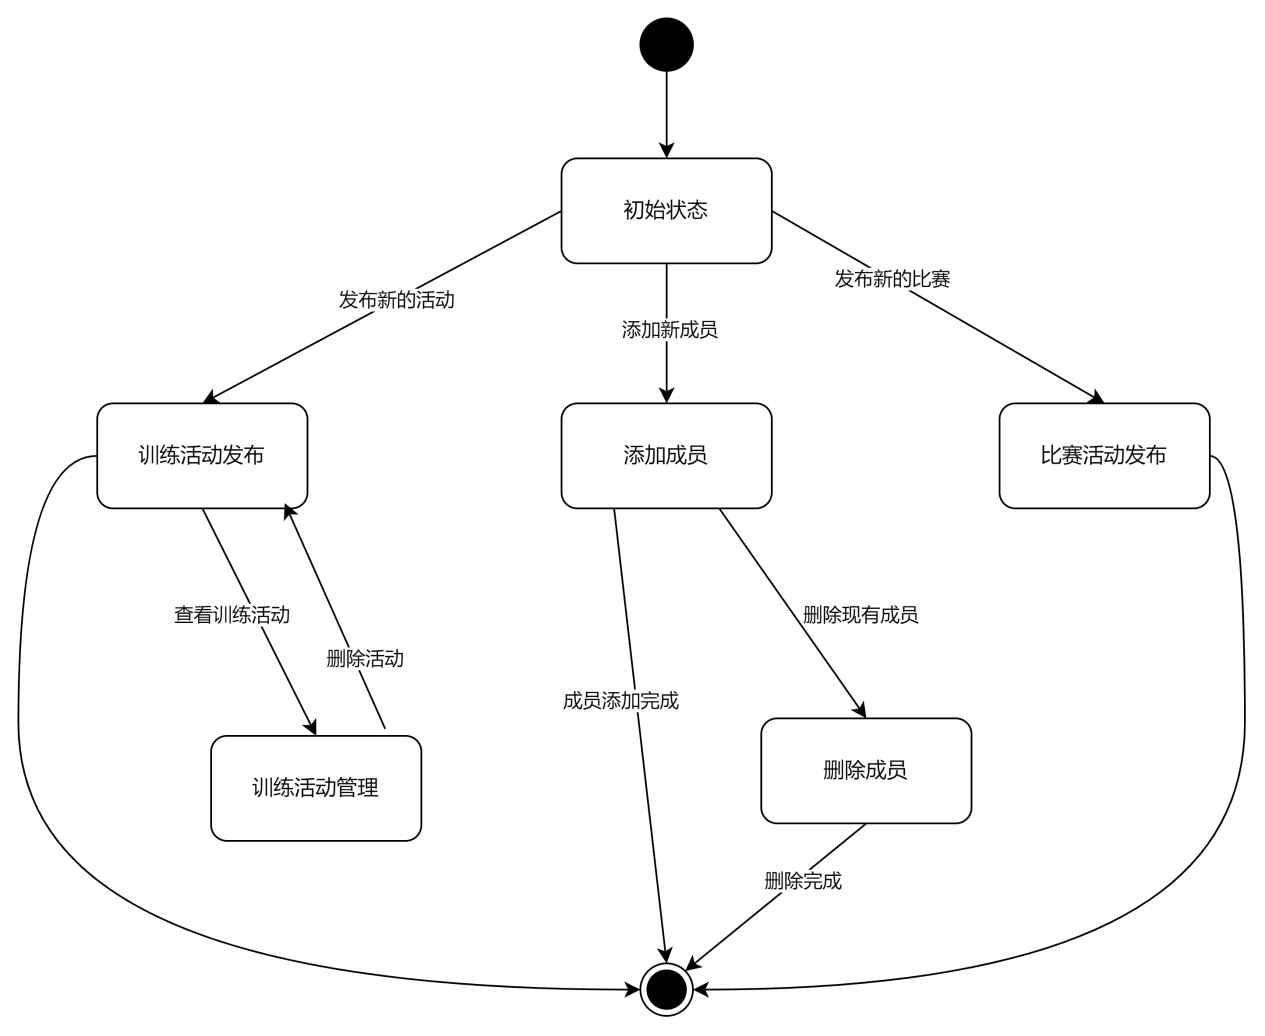 初始状态
发布新的比赛
发布新的活动
添加新成员
训练活动发布
添加成员
比赛活动发布
查看训练活动
删除现有成员
删除活动
成员添加完成
删除成员
训练活动管理
删除完成